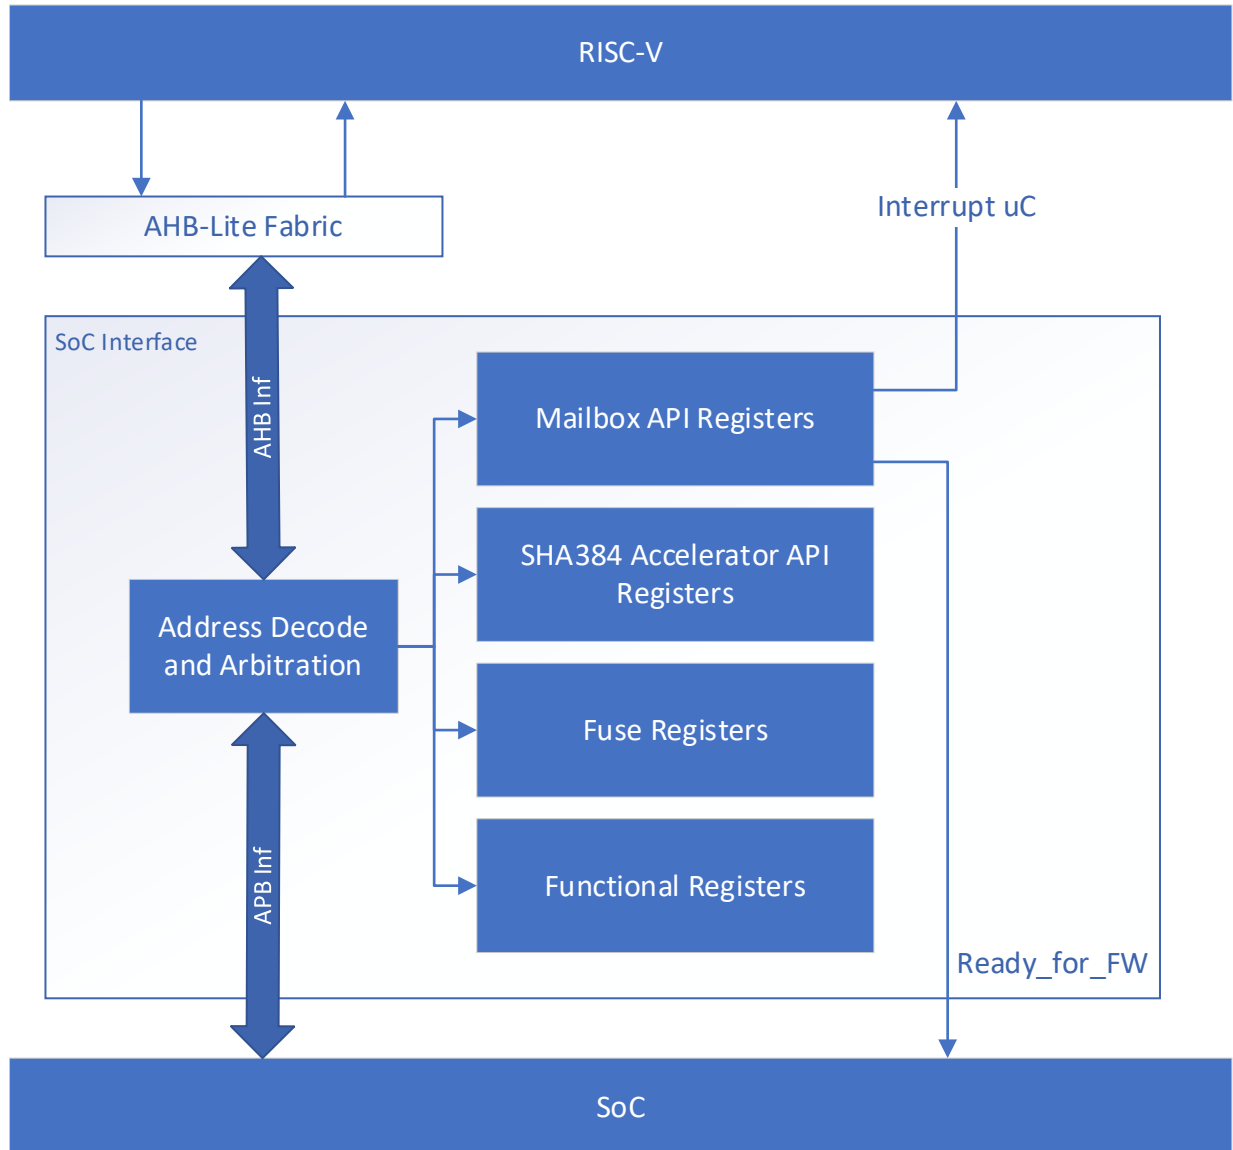 RISC-V
AHB-Lite Fabric
Interrupt uC
SoC Interface
AHB Inf
Mailbox API Registers
SHA384 Accelerator API
Registers
Address Decode
and Arbitration
Fuse Registers
APB Inf
Functional Registers
Ready_for_FW
SoC